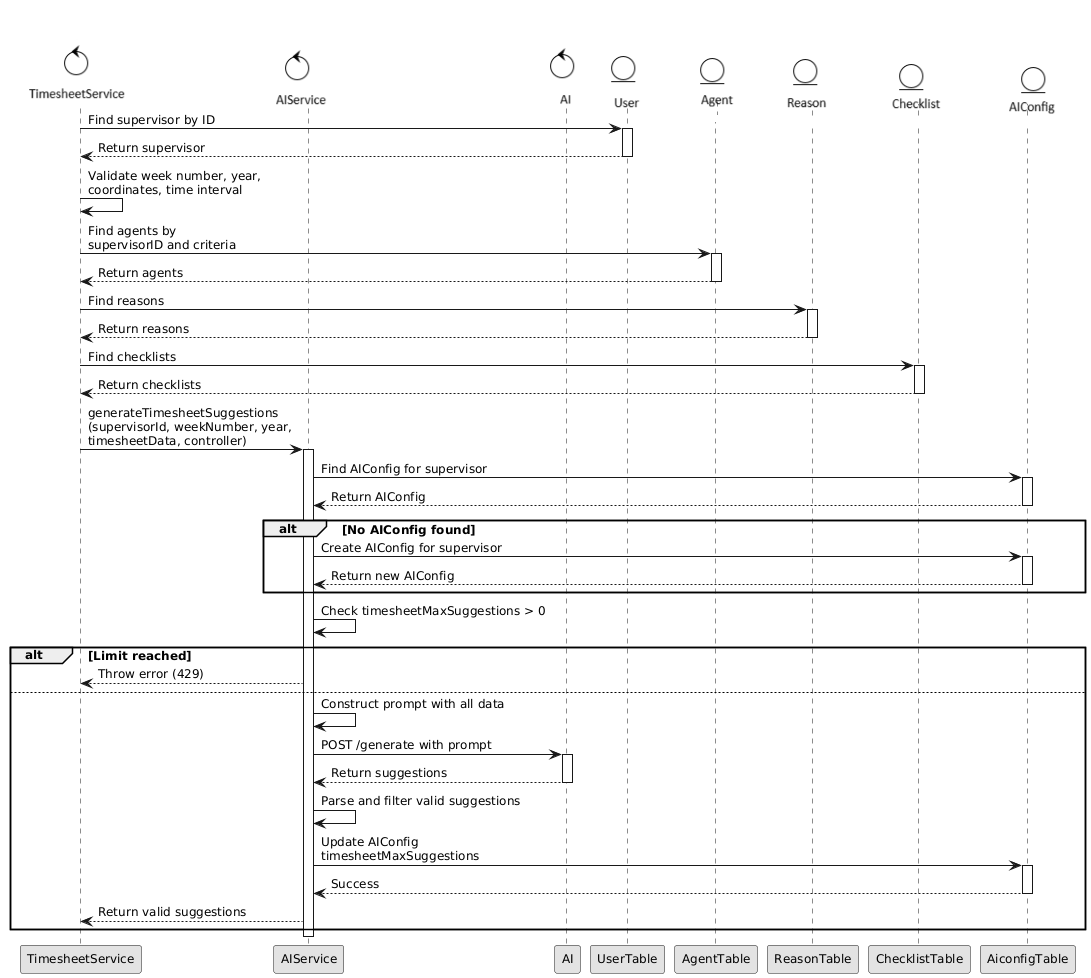 TimesheetService
AIService
AI
User
Agent
Reason
Checklist
AIConfig
Find supervisor by ID
Return supervisor
Validate week number, year,
coordinates, time interval
Find agents by
supervisorID and criteria
Return agents
Find reasons
Return reasons
Find checklists
Return checklists
generateTimesheetSuggestions
(supervisorId, weekNumber, year,
timesheetData, controller)
Find AIConfig for supervisor
Return AIConfig
alt [No AIConfig found]
Create AIConfig for supervisor
Return new AIConfig
Check timesheetMaxSuggestions > 0
alt [Limit reached]
Throw error (429)
Construct prompt with all data
POST /generate with prompt
Return suggestions
Parse and filter valid suggestions
Update AIConfig
timesheetMaxSuggestions
Success
Return valid suggestions
TimesheetService
AIService
AI
UserTable
AgentTable
ReasonTable
ChecklistTable
AiconfigTable